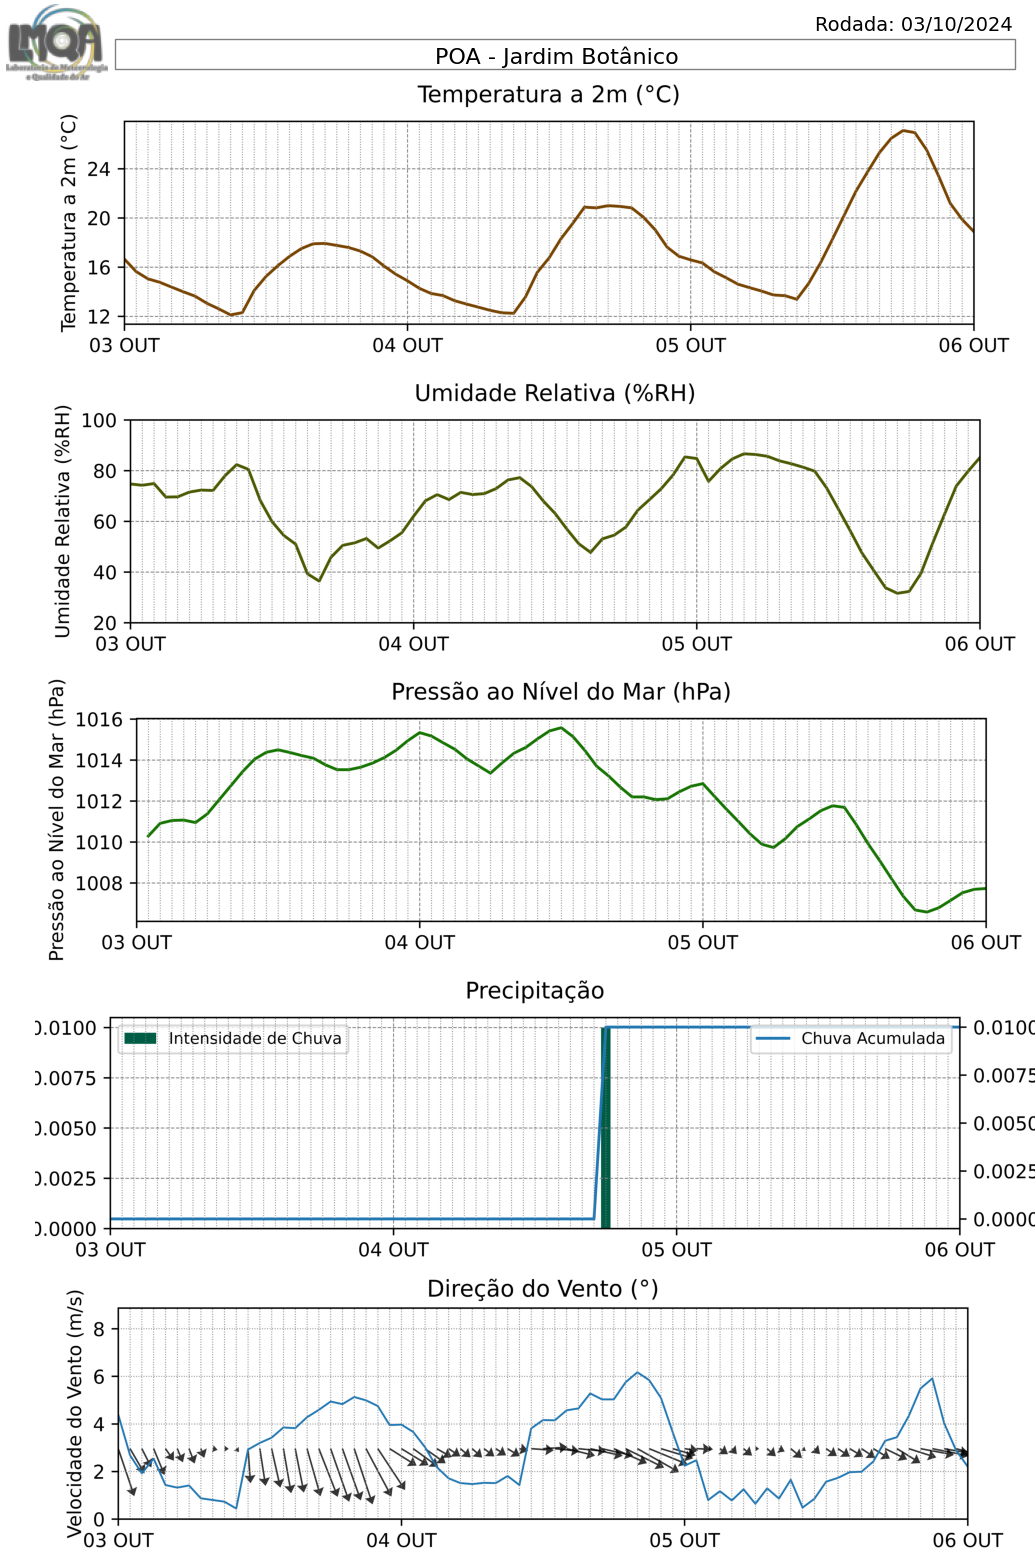 LMQA
Laboratório de Meteorologia
e Qualidade do Ar
Rodada: 03/10/2024
POA - Jardim Botânico
Temperatura a 2m (°C)
Temperatura a 2m (°C)
24
20
16
12
03 OUT 04 OUT 05 OUT 06 OUT
Umidade Relativa (%RH)
Umidade Relativa (%RH)
100
80
60
40
20
03 OUT 04 OUT 05 OUT 06 OUT
Pressão ao Nível do Mar (hPa)
Pressão ao Nível do Mar (hPa)
1016
1014
1012
1010
1008
03 OUT 04 OUT 05 OUT 06 OUT
Precipitação
Intensidade de Chuva
Chuva Acumulada
0.0100 0.0100
0.0075 0.0075
0.0050 0.0050
0.0025 0.0025
0.0000 0.0000
03 OUT 04 OUT 05 OUT 06 OUT
Direção do Vento (°)
Velocidade do Vento (m/s)
8
6
4
2
0
03 OUT 04 OUT 05 OUT 06 OUT